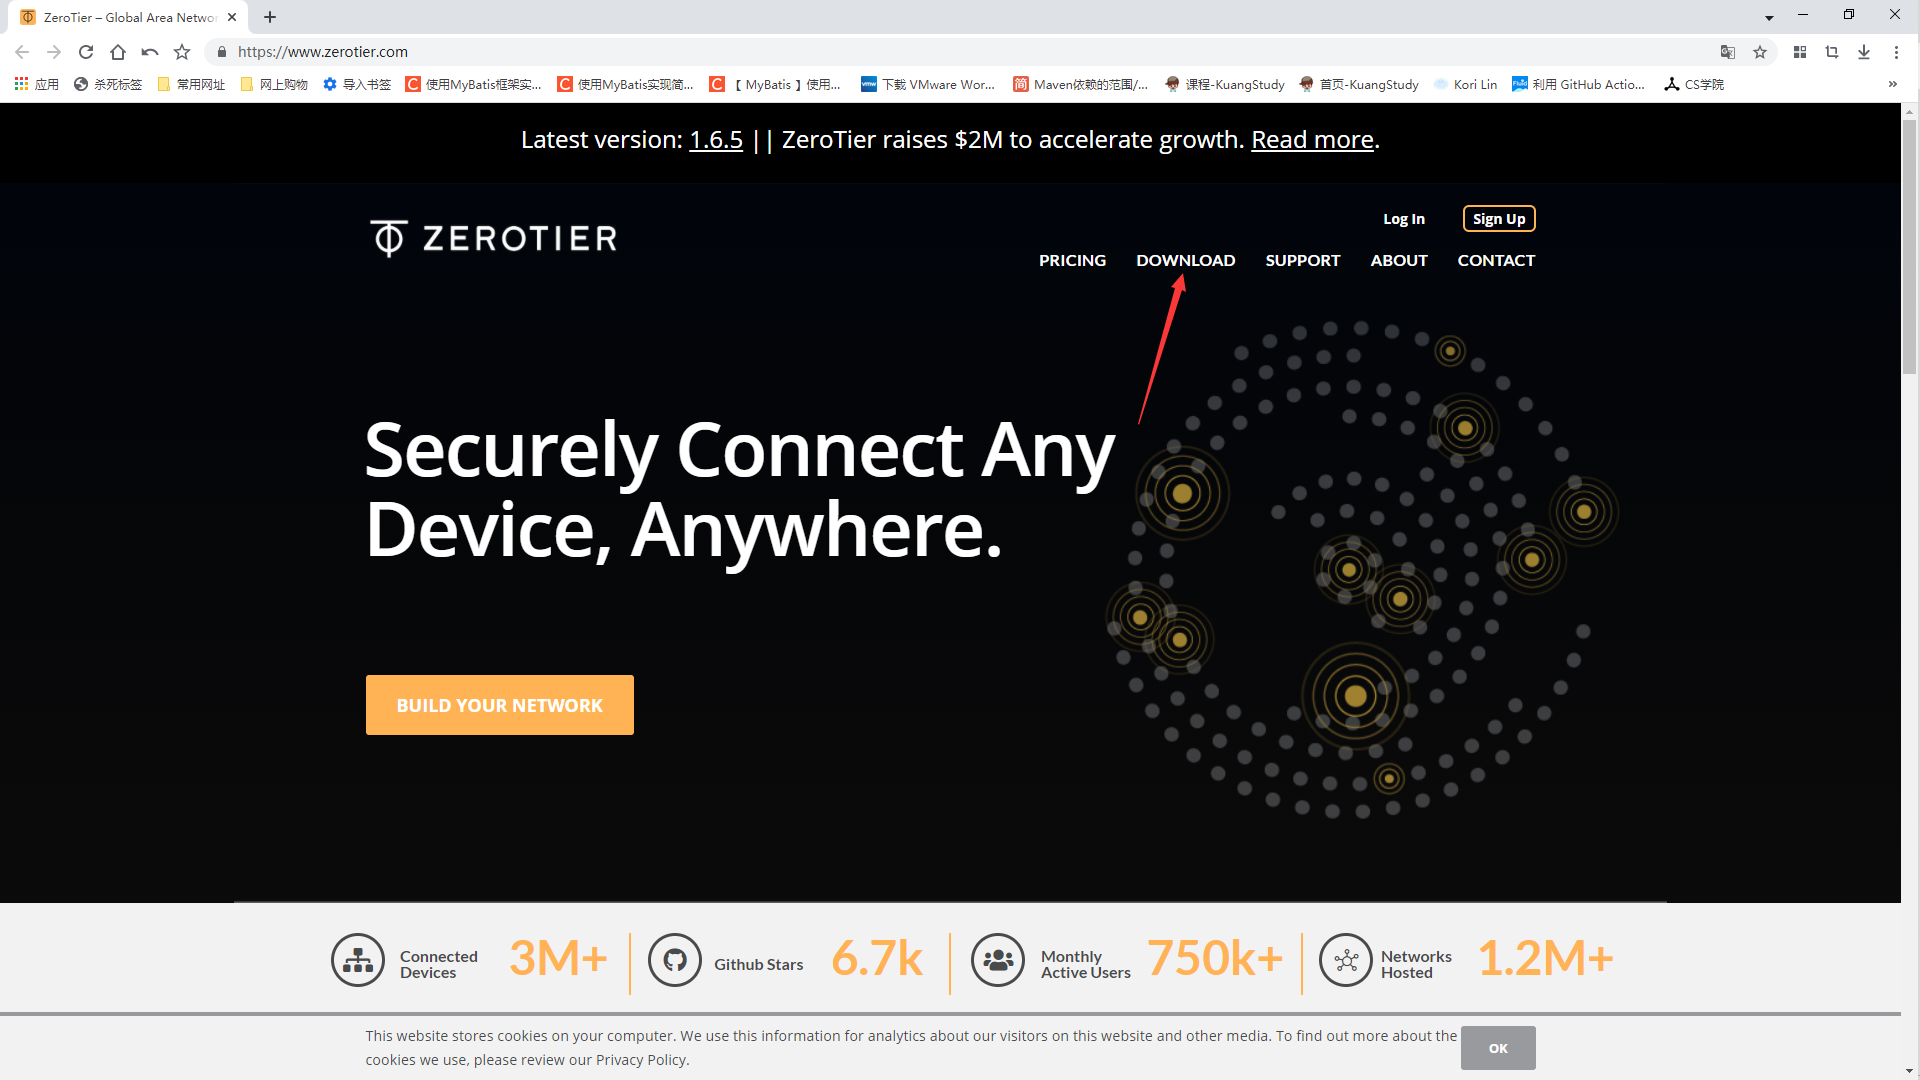 ZeroTier – Global Area Networ
https://www.zerotier.com
应用
杀死标签
常用网址
网上购物
导入书签
使用MyBatis框架实...
使用MyBatis实现简...
【 MyBatis 】使用...
下载 VMware Wor...
Maven依赖的范围/...
课程-KuangStudy
首页-KuangStudy
Kori Lin
利用 GitHub Actio...
CS学院
Latest version: 1.6.5 || ZeroTier raises $2M to accelerate growth. Read more.
ZEROTIER
Log In
Sign Up
PRICING
DOWNLOAD
SUPPORT
ABOUT
CONTACT
Securely Connect Any
Device, Anywhere.
BUILD YOUR NETWORK
Connected
Devices
3M+
Github Stars
6.7k
Monthly
Active Users
750k+
Networks
Hosted
1.2M+
This website stores cookies on your computer. We use this information for analytics about our visitors on this website and other media. To find out more about the
cookies we use, please review our Privacy Policy.
OK